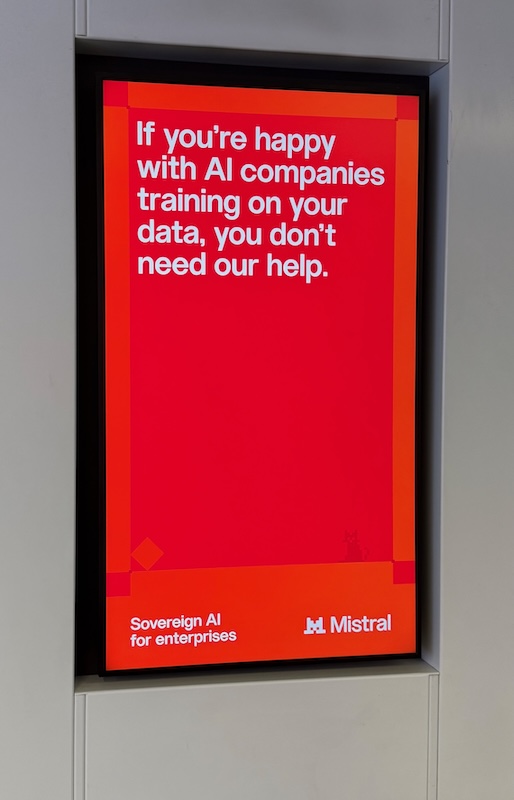 If you're happy
with AI companies
training on your
data, you don't
need our help.
Sovereign AI
for enterprises
Mistral